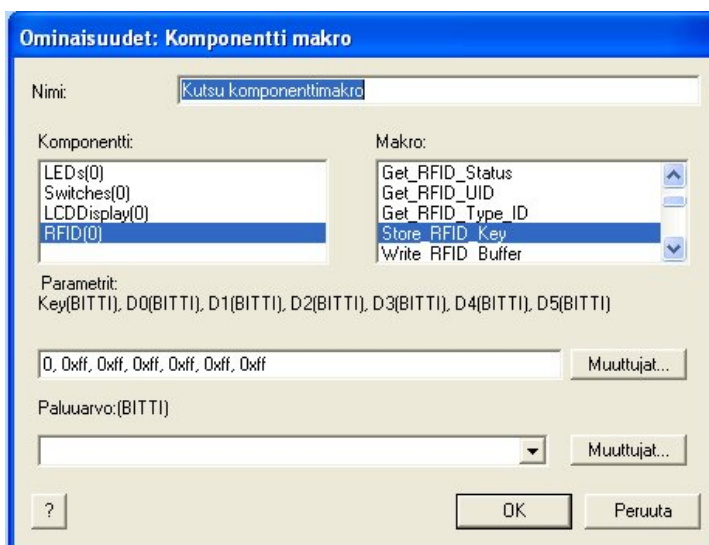 Ominaisuudet: Komponentti makro
Nimi:
Kutsu komponenttimakro
Komponentti:
LEDs(0)
Switches(0)
LCDDisplay(0)
RFID(0)
Makro:
Get_RFID_Status
Get_RFID_UID
Get_RFID_Type_ID
Store_RFID_Key
Write_RFID_Buffer
Parametrit:
Key(BITTI), D0(BITTI), D1(BITTI), D2(BITTI), D3(BITTI), D4(BITTI), D5(BITTI)
0, 0xff, 0xff, 0xff, 0xff, 0xff, 0xff
Muuttujat...
Paluuarvo:(BITTI)
Muuttujat...
?
OK
Peruuta